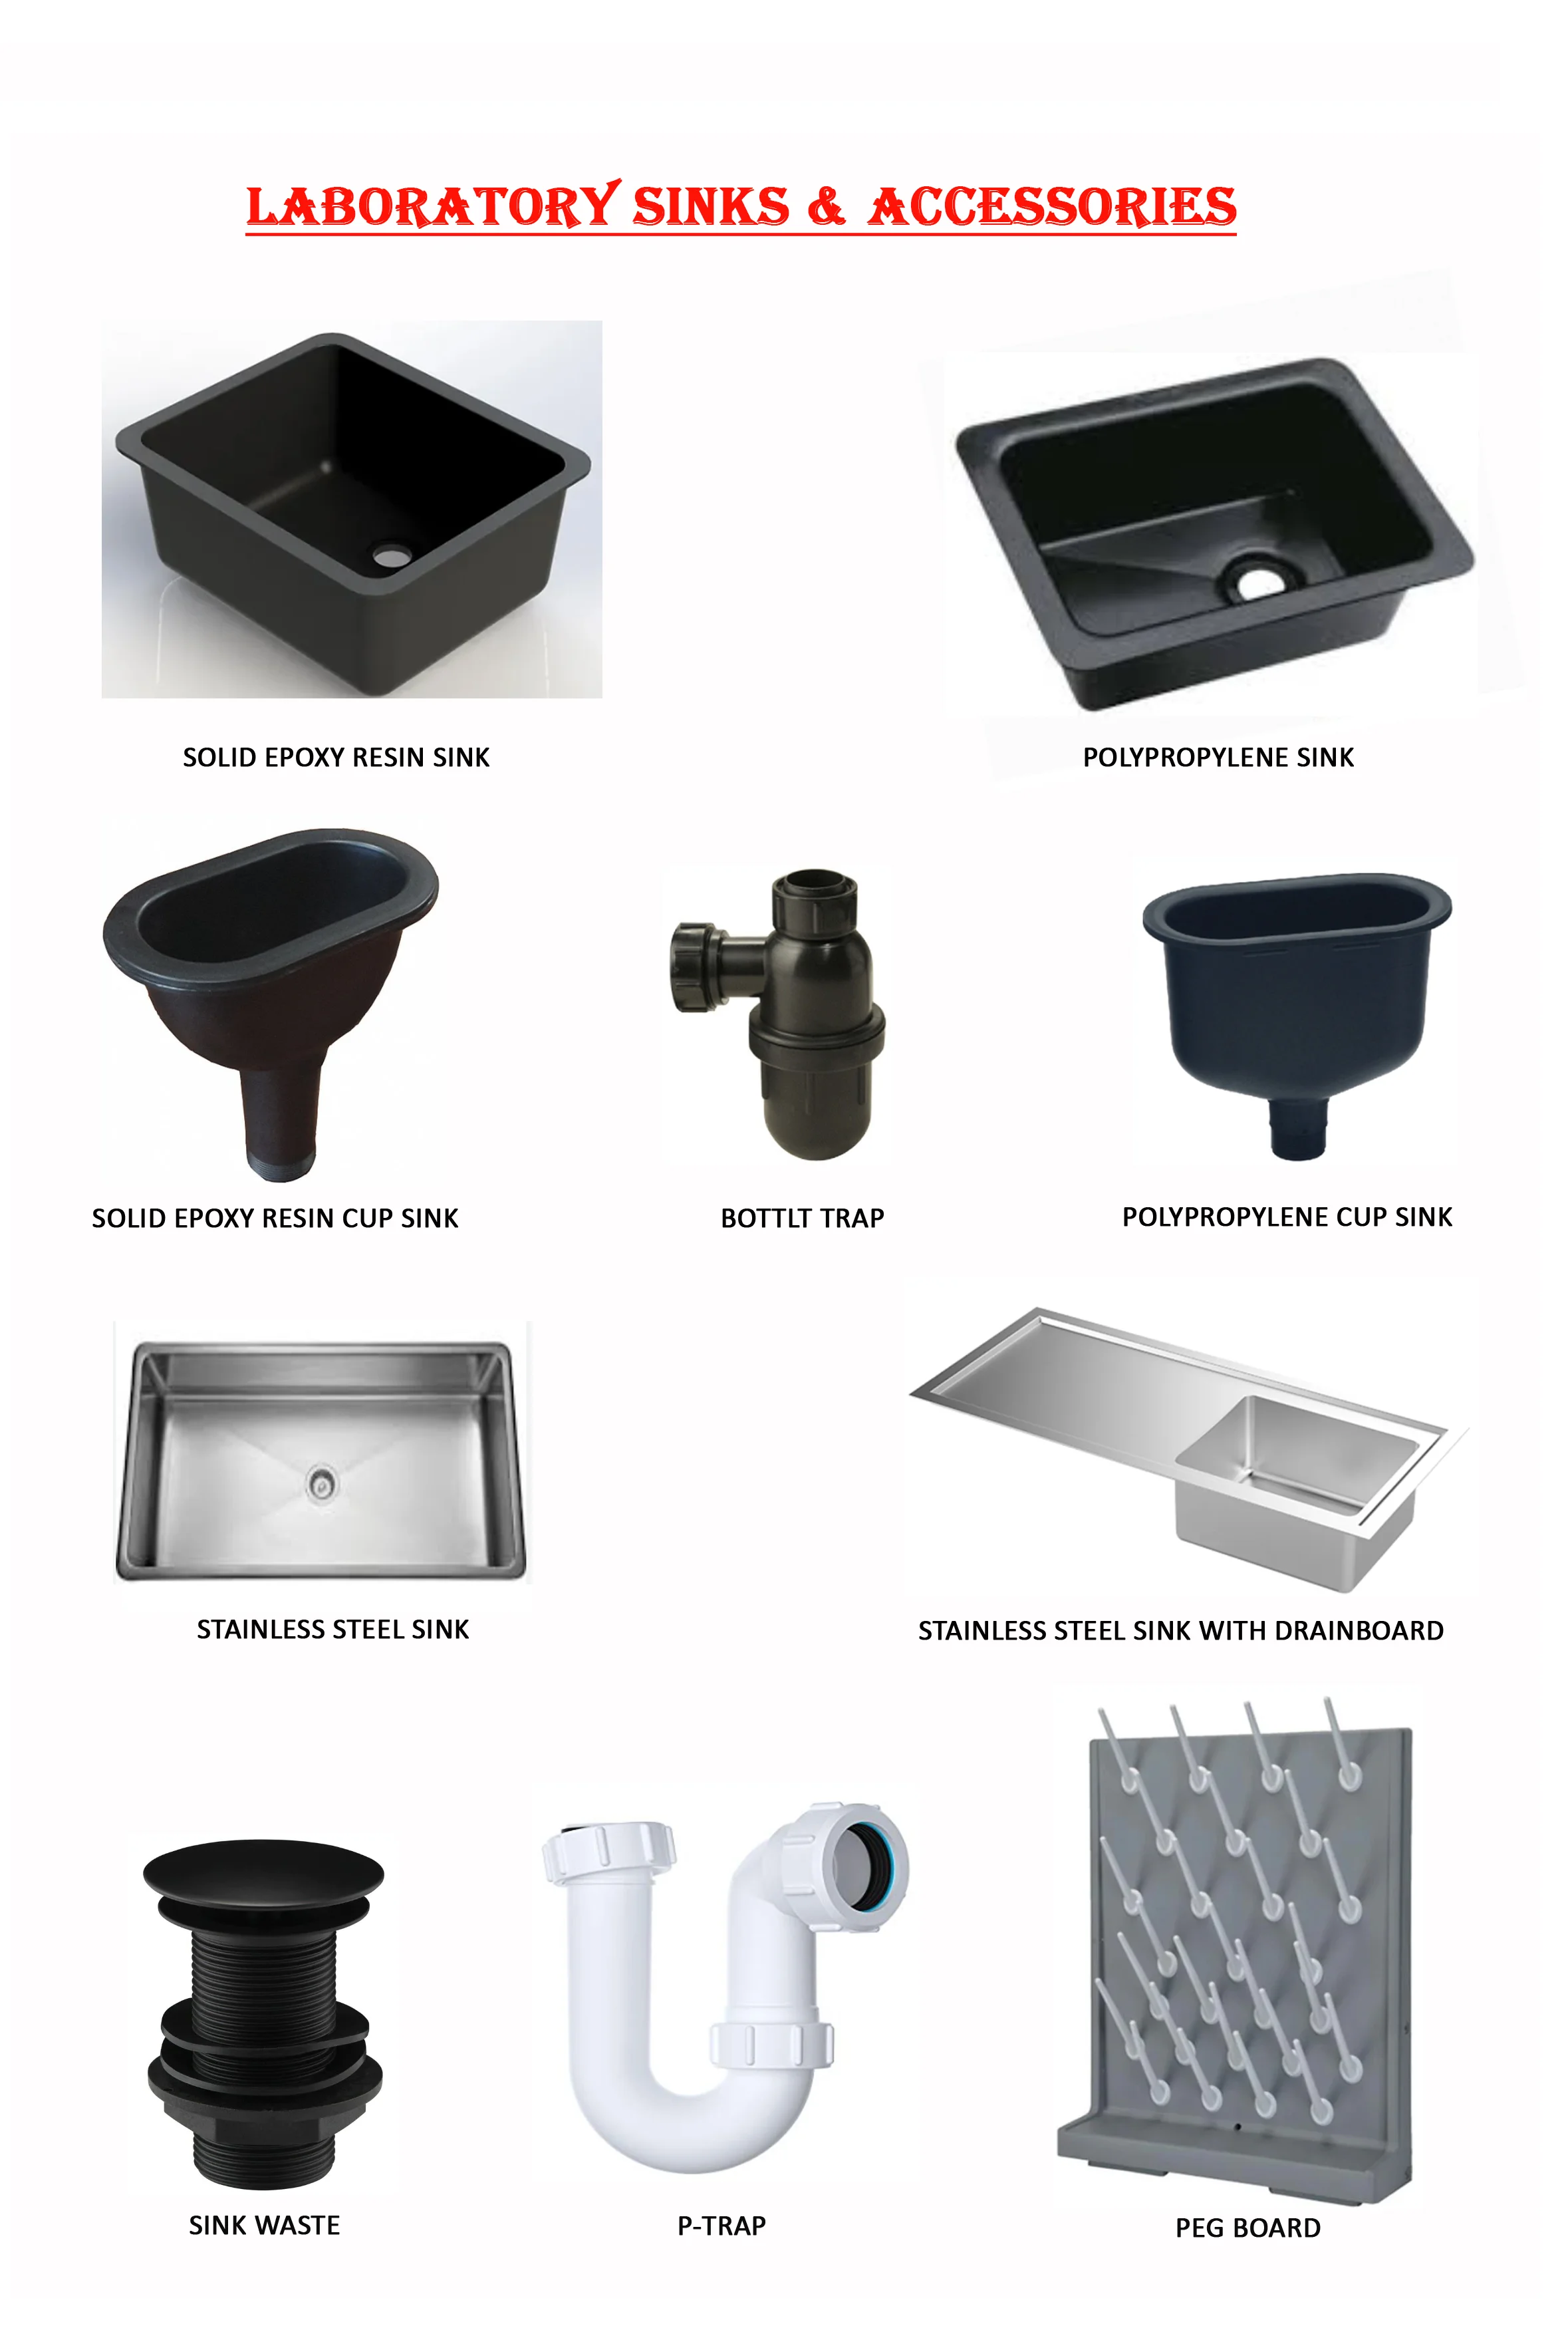 LABORATORY SINKS & ACCESSORIES
SOLID EPOXY RESIN SINK
POLYPROPYLENE SINK
SOLID EPOXY RESIN CUP SINK
BOTTLT TRAP
POLYPROPYLENE CUP SINK
STAINLESS STEEL SINK
STAINLESS STEEL SINK WITH DRAINBOARD
SINK WASTE
P-TRAP
PEG BOARD